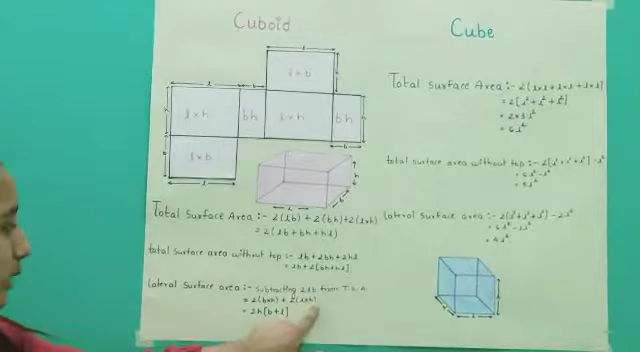 Cuboid
l
l × b
l
b
l × h
bh
l × h
bh
h
b
l × b
l
h
b
l
Total Surface Area :- 2(lb) + 2(bh) + 2(l×h)
= 2(lb + bh + hl)
total surface area without top :- lb + 2bh + 2hl
= lb + 2[bh + hl]
lateral Surface area :- subtracting 2lb from T.S.A
= 2(b×h) + 2(l×h)
= 2h[b + l]
Cube
Total Surface Area :- 2(l×l + l×l + l×l)
= 2[l² + l² + l²]
= 2×3l²
= 6l²
total surface area without top :- 2[l² + l² + l²] - l²
= 6l² - l²
= 5l²
lateral surface area :- 2(l² + l² + l²) - 2l²
= 6l² - 2l²
= 4l²
l
l
l